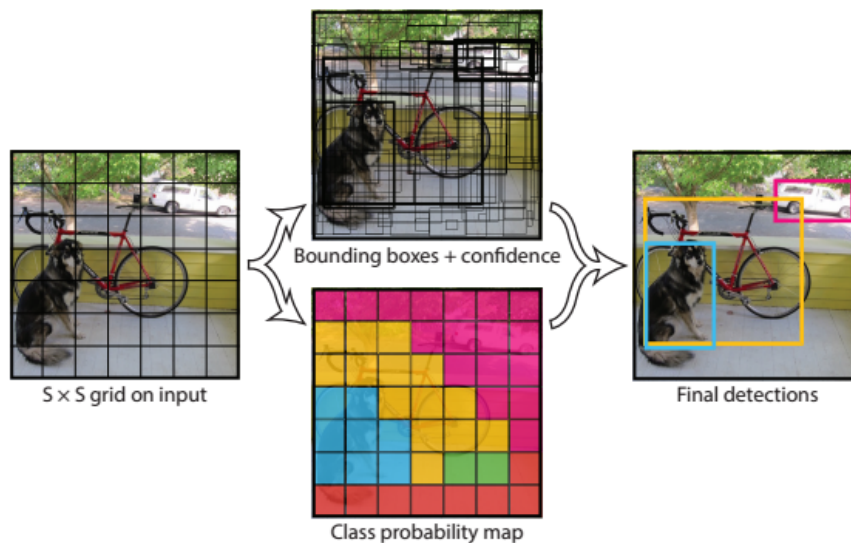 Bounding boxes + confidence
S × S grid on input
Final detections
Class probability map